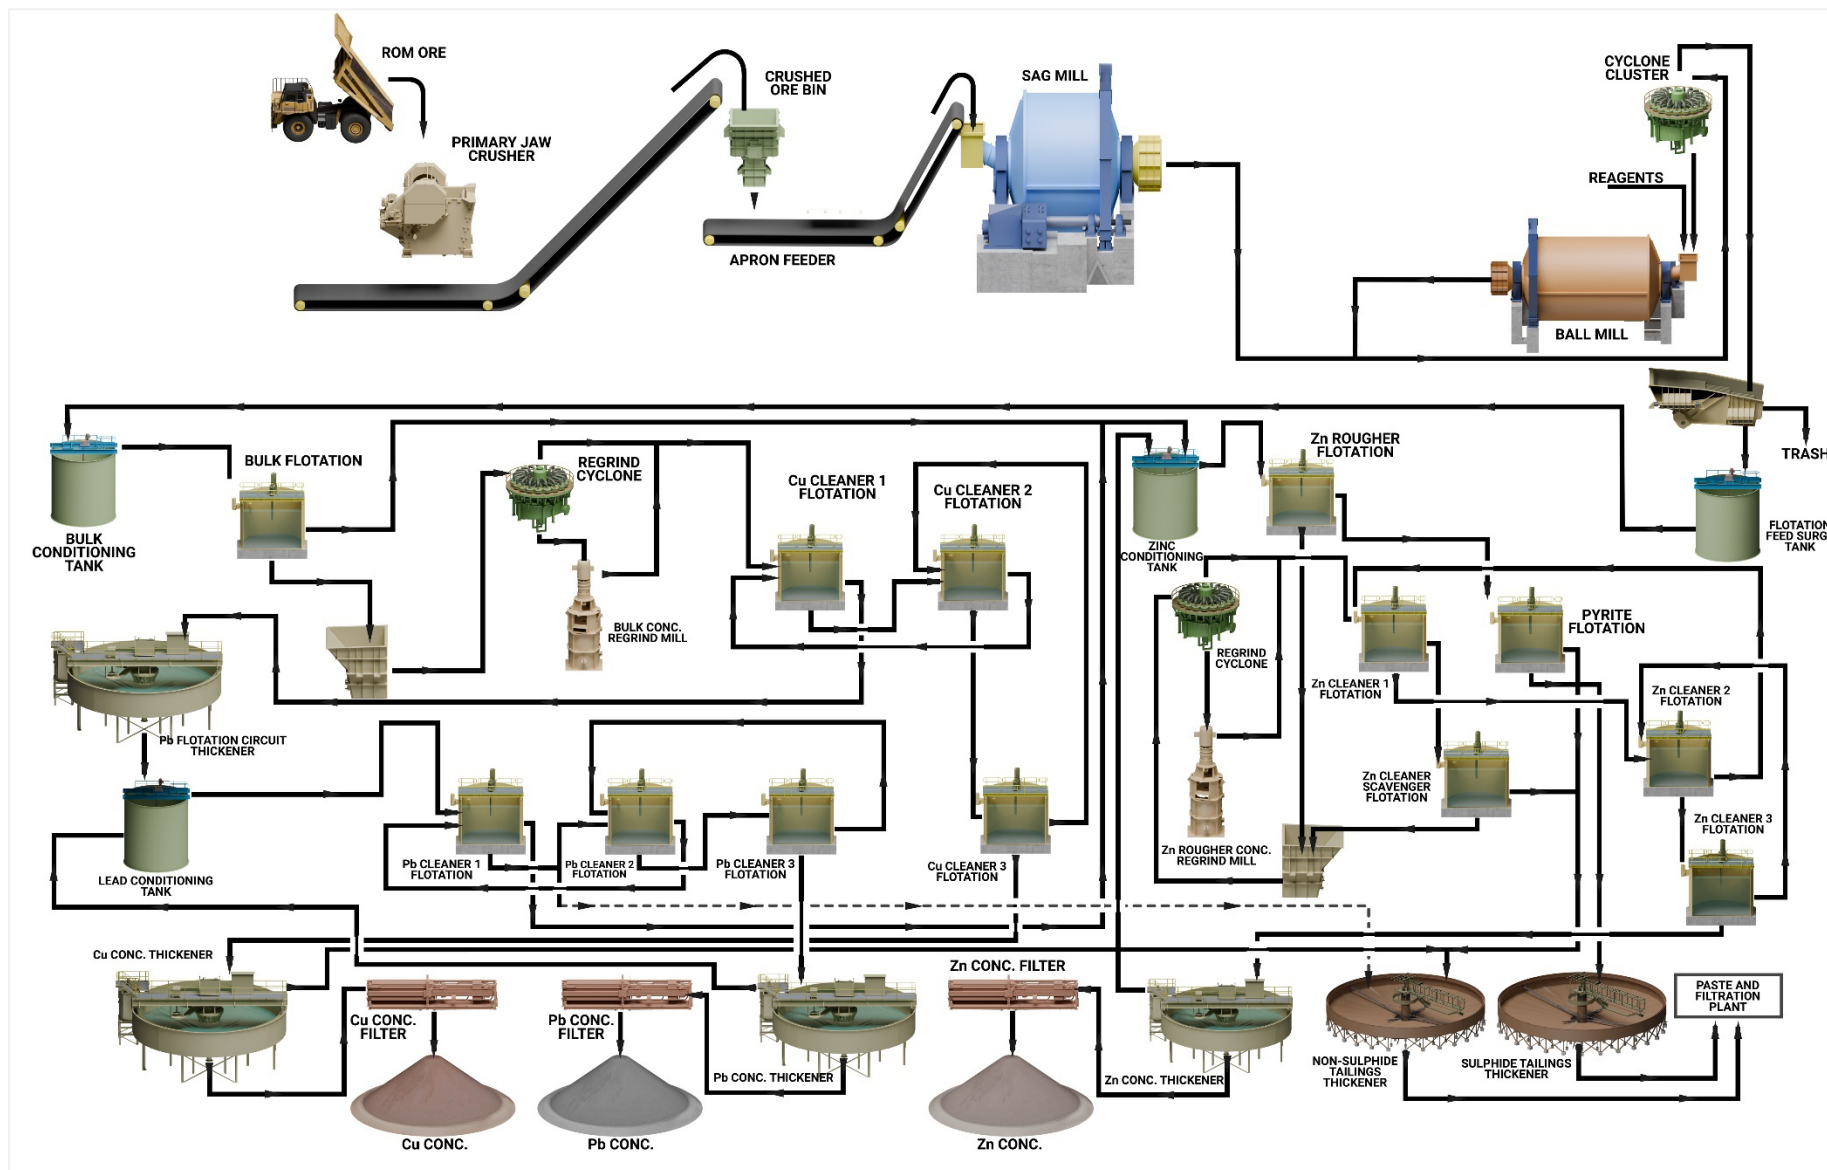 ROM ORE
PRIMARY JAW
CRUSHER
CRUSHED
ORE BIN
APRON FEEDER
SAG MILL
CYCLONE
CLUSTER
REAGENTS
BALL MILL
TRASH
FLOTATION
FEED SURG
TANK
BULK
CONDITIONING
TANK
BULK FLOTATION
REGRIND
CYCLONE
BULK CONC.
REGRIND MILL
Cu CLEANER 1
FLOTATION
Cu CLEANER 2
FLOTATION
ZINC
CONDITIONING
TANK
Zn ROUGHER
FLOTATION
REGRIND
CYCLONE
PYRITE
FLOTATION
Zn CLEANER 1
FLOTATION
Zn CLEANER 2
FLOTATION
Pb FLOTATION CIRCUIT
THICKENER
LEAD CONDITIONING
TANK
Pb CLEANER 1
FLOTATION
Pb CLEANER 2
FLOTATION
Pb CLEANER 3
FLOTATION
Cu CLEANER 3
FLOTATION
Zn ROUGHER CONC.
REGRIND MILL
Zn CLEANER
SCAVENGER
FLOTATION
Zn CLEANER 3
FLOTATION
Cu CONC. THICKENER
Cu CONC.
FILTER
Pb CONC.
FILTER
Pb CONC. THICKENER
Zn CONC. FILTER
Zn CONC. THICKENER
NON-SULPHIDE
TAILINGS
THICKENER
SULPHIDE TAILINGS
THICKENER
PASTE AND
FILTRATION
PLANT
Cu CONC.
Pb CONC.
Zn CONC.